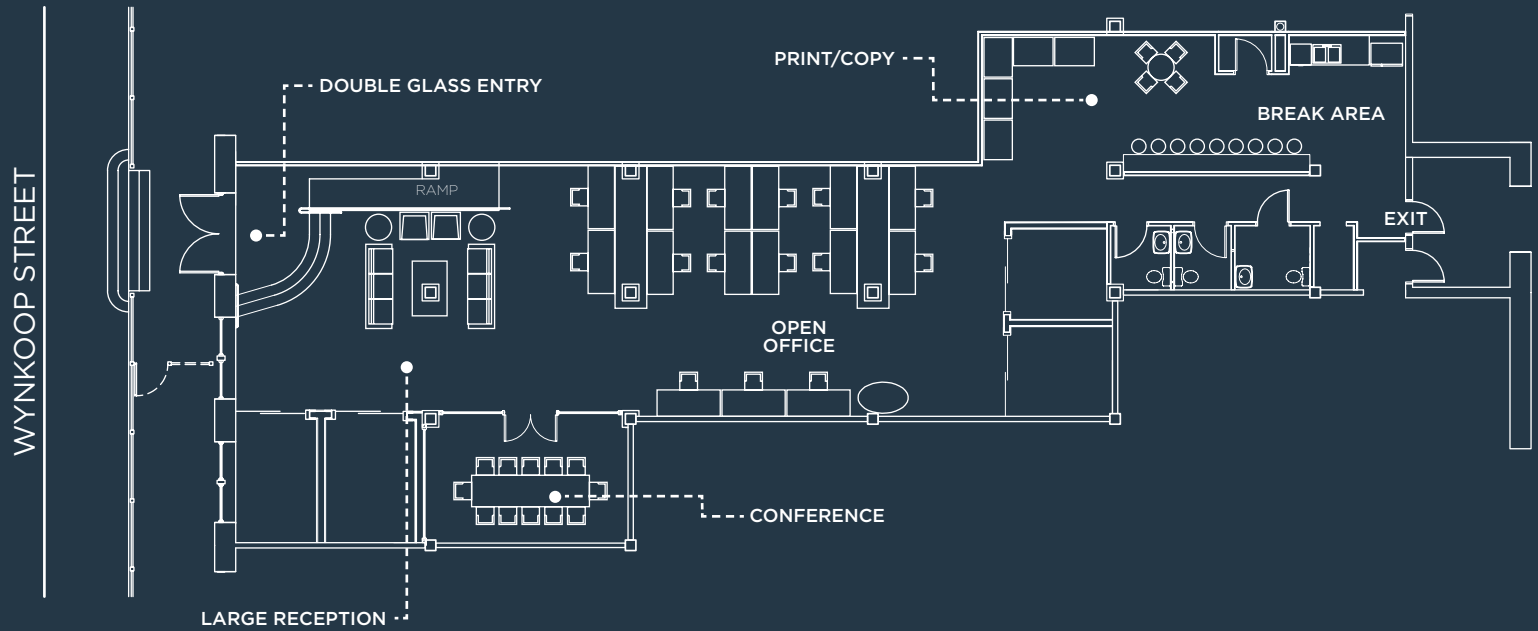 WYNKOOP STREET
DOUBLE GLASS ENTRY
PRINT/COPY
BREAK AREA
RAMP
EXIT
OPEN
OFFICE
CONFERENCE
LARGE RECEPTION